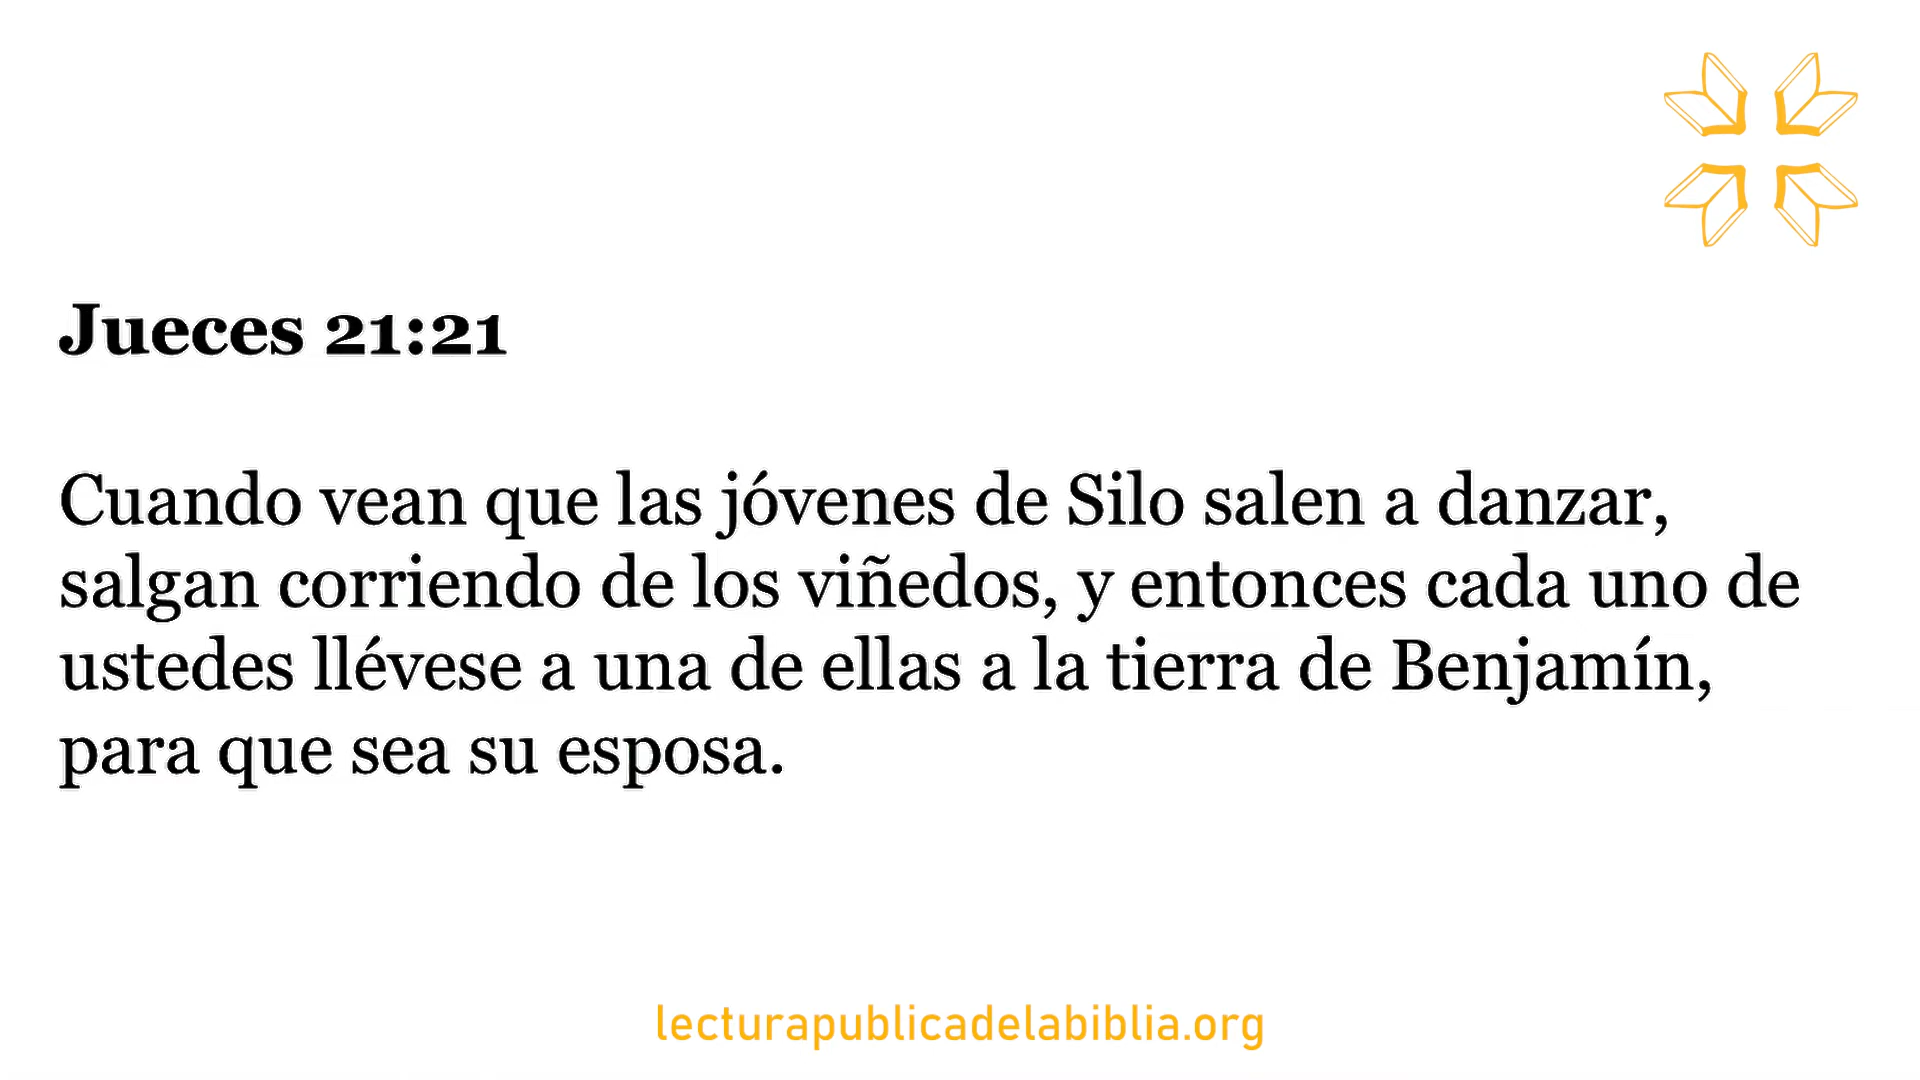 Jueces 21:21
Cuando vean que las jóvenes de Silo salen a danzar,
salgan corriendo de los viñedos, y entonces cada uno de
ustedes llévese a una de ellas a la tierra de Benjamín,
para que sea su esposa.
lecturapublicadelabiblia.org